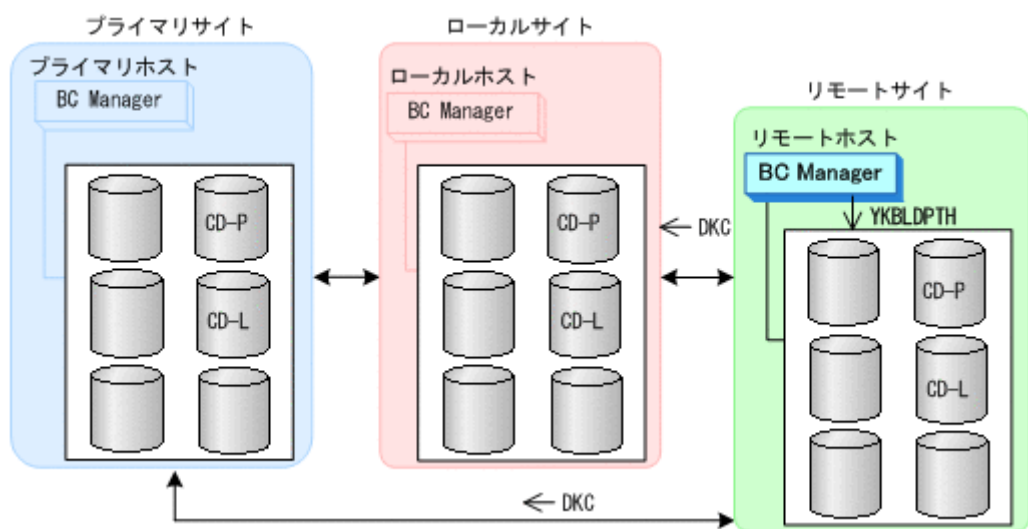 プライマリサイト
プライマリホスト
BC Manager
CD-P
CD-L
ローカルサイト
ローカルホスト
BC Manager
CD-P
CD-L
← DKC
リモートサイト
リモートホスト
BC Manager
↓ YKBLDPTH
CD-P
CD-L
← DKC